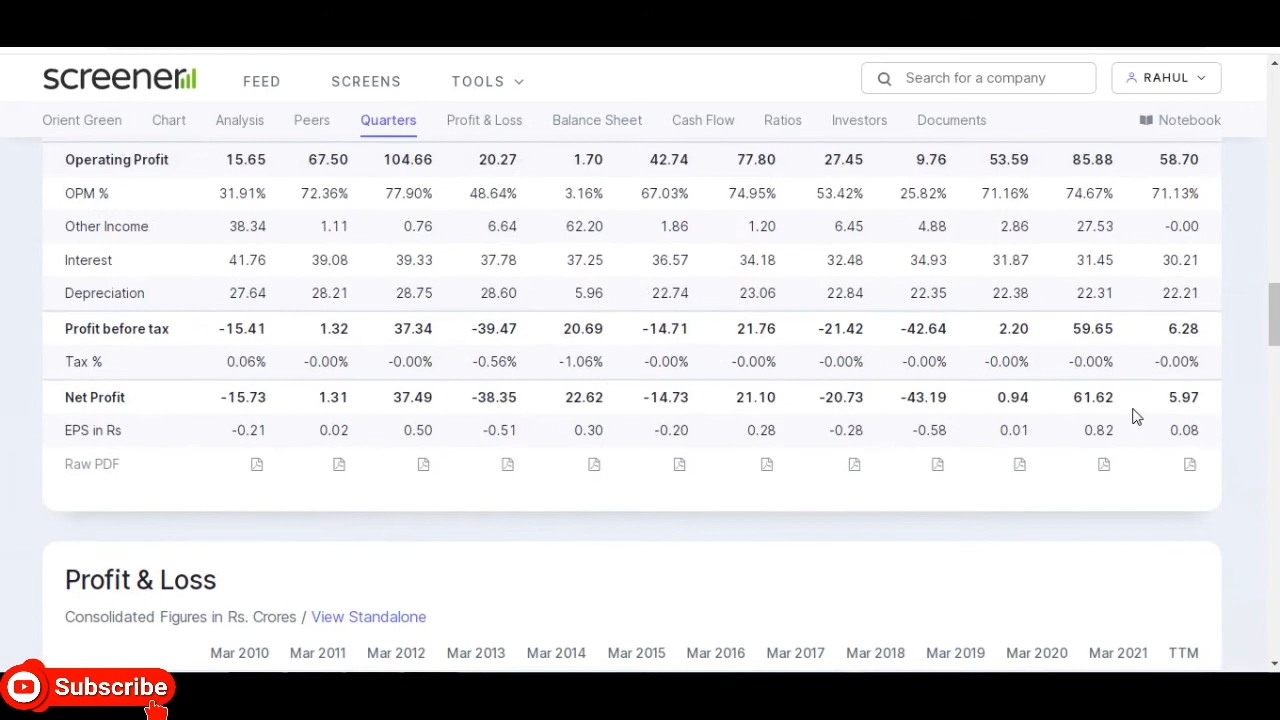 screener
FEED SCREENS TOOLS
Search for a company
RAHUL
Orient Green Chart Analysis Peers Quarters Profit & Loss Balance Sheet Cash Flow Ratios Investors Documents Notebook
Operating Profit 15.65 67.50 104.66 20.27 1.70 42.74 77.80 27.45 9.76 53.59 85.88 58.70
OPM % 31.91% 72.36% 77.90% 48.64% 3.16% 67.03% 74.95% 53.42% 25.82% 71.16% 74.67% 71.13%
Other Income 38.34 1.11 0.76 6.64 62.20 1.86 1.20 6.45 4.88 2.86 27.53 -0.00
Interest 41.76 39.08 39.33 37.78 37.25 36.57 34.18 32.48 34.93 31.87 31.45 30.21
Depreciation 27.64 28.21 28.75 28.60 5.96 22.74 23.06 22.84 22.35 22.38 22.31 22.21
Profit before tax -15.41 1.32 37.34 -39.47 20.69 -14.71 21.76 -21.42 -42.64 2.20 59.65 6.28
Tax % 0.06% -0.00% -0.00% -0.56% -1.06% -0.00% -0.00% -0.00% -0.00% -0.00% -0.00% -0.00%
Net Profit -15.73 1.31 37.49 -38.35 22.62 -14.73 21.10 -20.73 -43.19 0.94 61.62 5.97
EPS in Rs -0.21 0.02 0.50 -0.51 0.30 -0.20 0.28 -0.28 -0.58 0.01 0.82 0.08
Raw PDF
Profit & Loss
Consolidated Figures in Rs. Crores / View Standalone
Mar 2010 Mar 2011 Mar 2012 Mar 2013 Mar 2014 Mar 2015 Mar 2016 Mar 2017 Mar 2018 Mar 2019 Mar 2020 Mar 2021 TTM
Subscribe